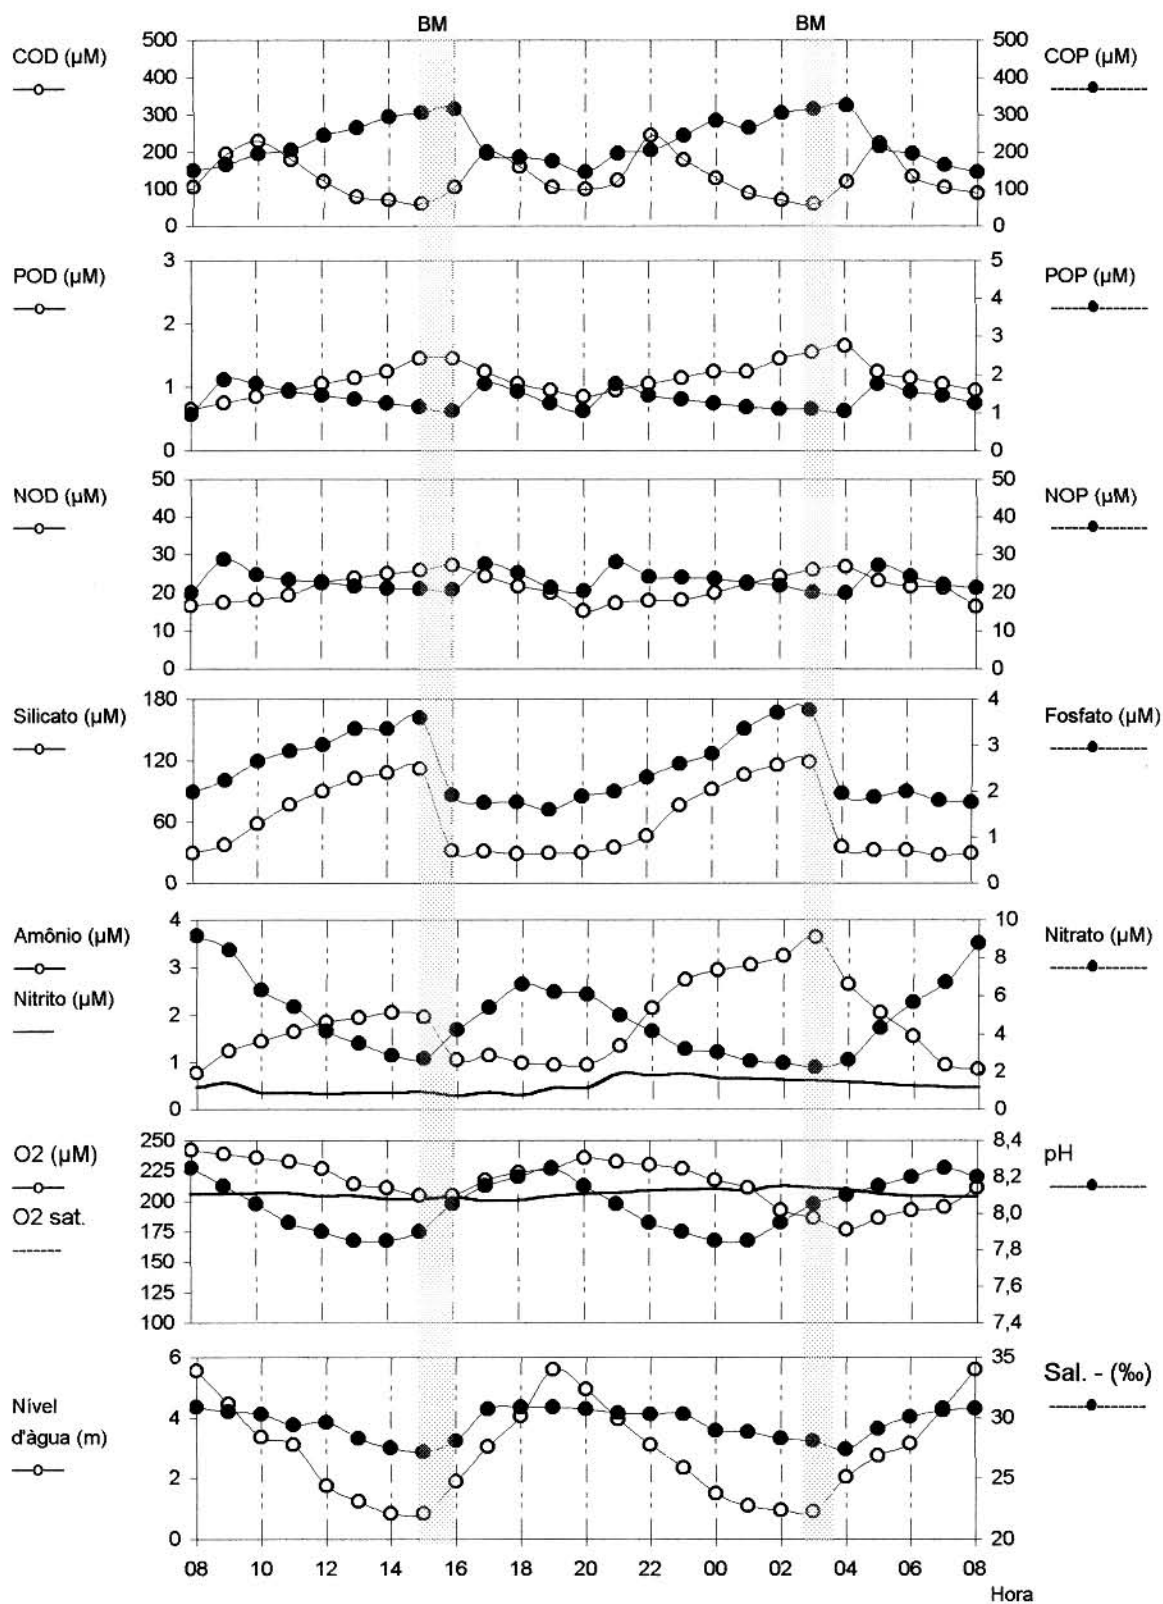 BM BM
COD (µM) 500 500 COP (µM)
400 400
300 300
200 200
100 100
0 0
POD (µM) 3 5 POP (µM)
4
2 3
1 2
1
0 0
NOD (µM) 50 50 NOP (µM)
40 40
30 30
20 20
10 10
0 0
Silicato (µM) 180 4 Fosfato (µM)
120 3
2
60 1
0 0
Amônio (µM) 4 10 Nitrato (µM)
3 8
Nitrito (µM) 6
2 4
1 2
0 0
O2 (µM) 250 8,4 pH
225 8,2
O2 sat. 200 8,0
175 7,8
150 7,6
125
100 7,4
6 35 Sal. - (‰)
Nível 4 30
d'àgua (m)
2 25
0 20
08 10 12 14 16 18 20 22 00 02 04 06 08
Hora